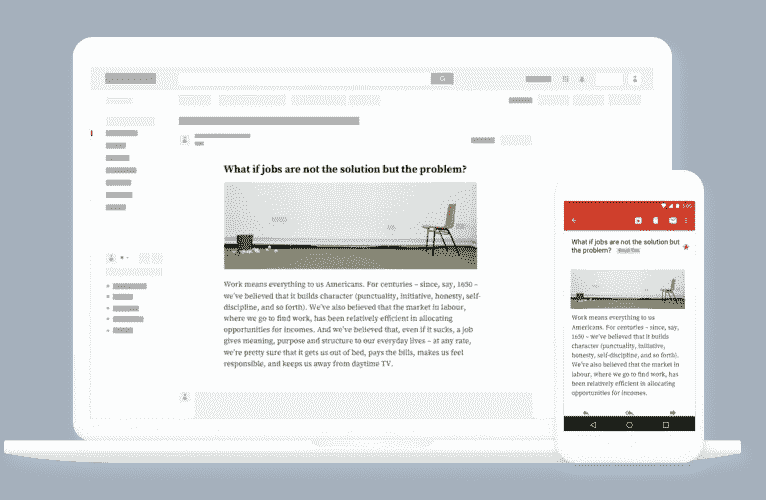 What if jobs are not the solution but the problem?
Work means everything to us Americans. For centuries – since, say, 1650 –
we've believed that it builds character (punctuality, initiative, honesty, self-
discipline, and so forth). We've also believed that the market in labour,
where we go to find work, has been relatively efficient in allocating
opportunities for incomes. And we've believed that, even if it sucks, a job
gives meaning, purpose and structure to our everyday lives – at any rate,
we're pretty sure that it gets us out of bed, pays the bills, makes us feel
responsible, and keeps us away from daytime TV.
What if jobs are not the solution but
the problem?
Work means everything to us
Americans. For centuries – since, say,
1650 – we've believed that it builds
character (punctuality, initiative,
honesty, self-discipline, and so forth).
We've also believed that the market in
labour, where we go to find work, has
been relatively efficient in allocating
opportunities for incomes.